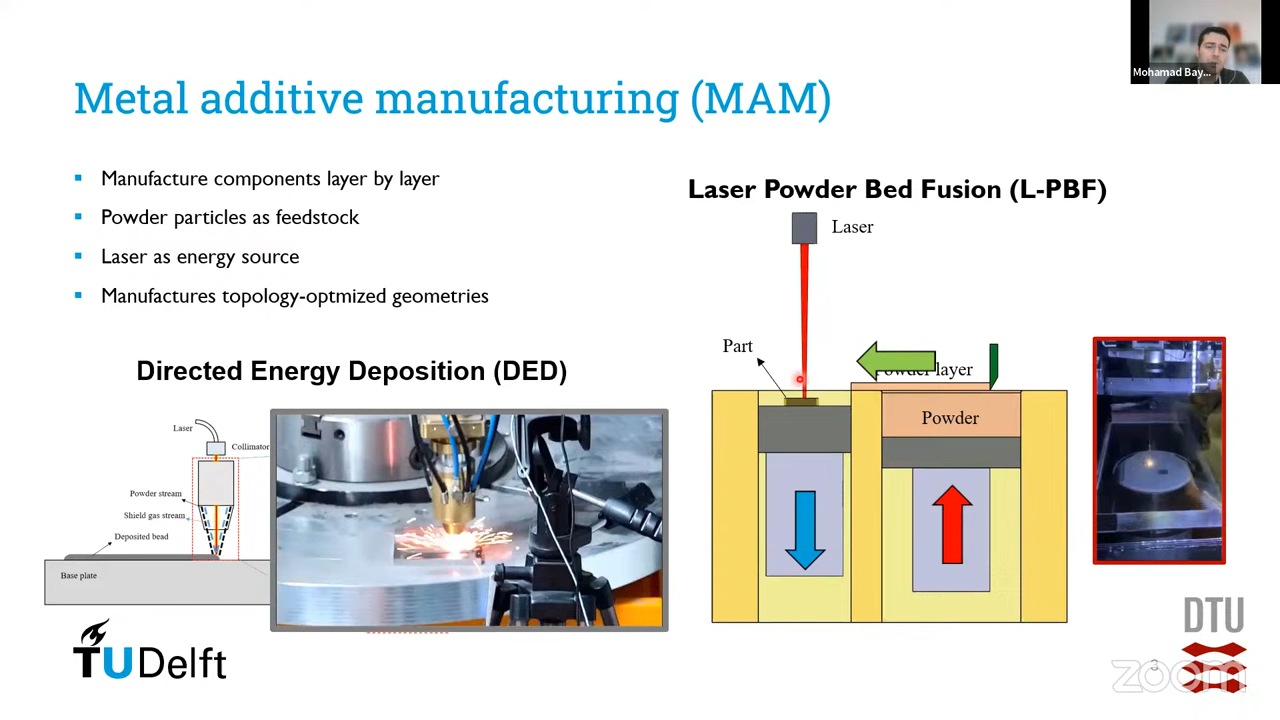 Mohamad Bay...
Metal additive manufacturing (MAM)
Manufacture components layer by layer
Powder particles as feedstock
Laser as energy source
Manufactures topology-optmized geometries
Directed Energy Deposition (DED)
Laser
Collimator
Powder stream
Shield gas stream
Deposited bead
Base plate
Laser Powder Bed Fusion (L-PBF)
Laser
Part
Powder layer
Powder
TU Delft
DTU
3
zoom